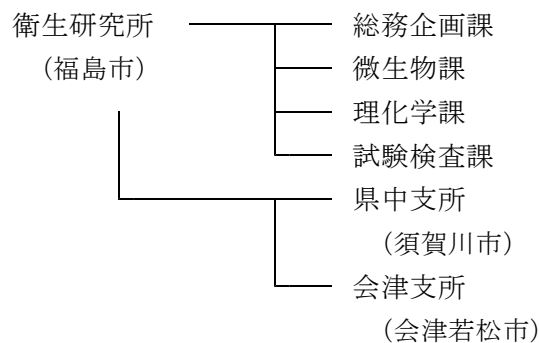 衛生研究所
（福島市）
総務企画課
微生物課
理化学課
試験検査課
県中支所
（須賀川市）
会津支所
（会津若松市）